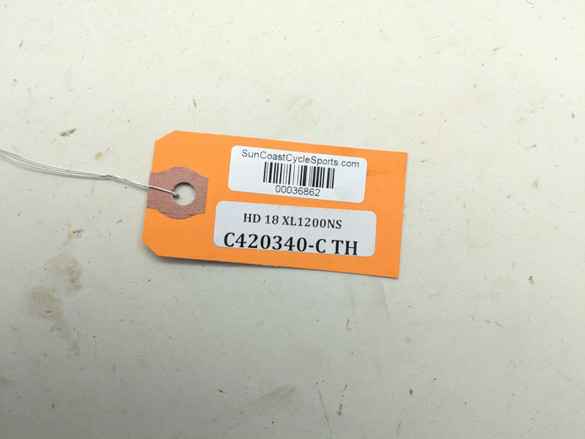 SunCoastCycleSports.com
00036862
HD 18 XL1200NS
C420340-C TH